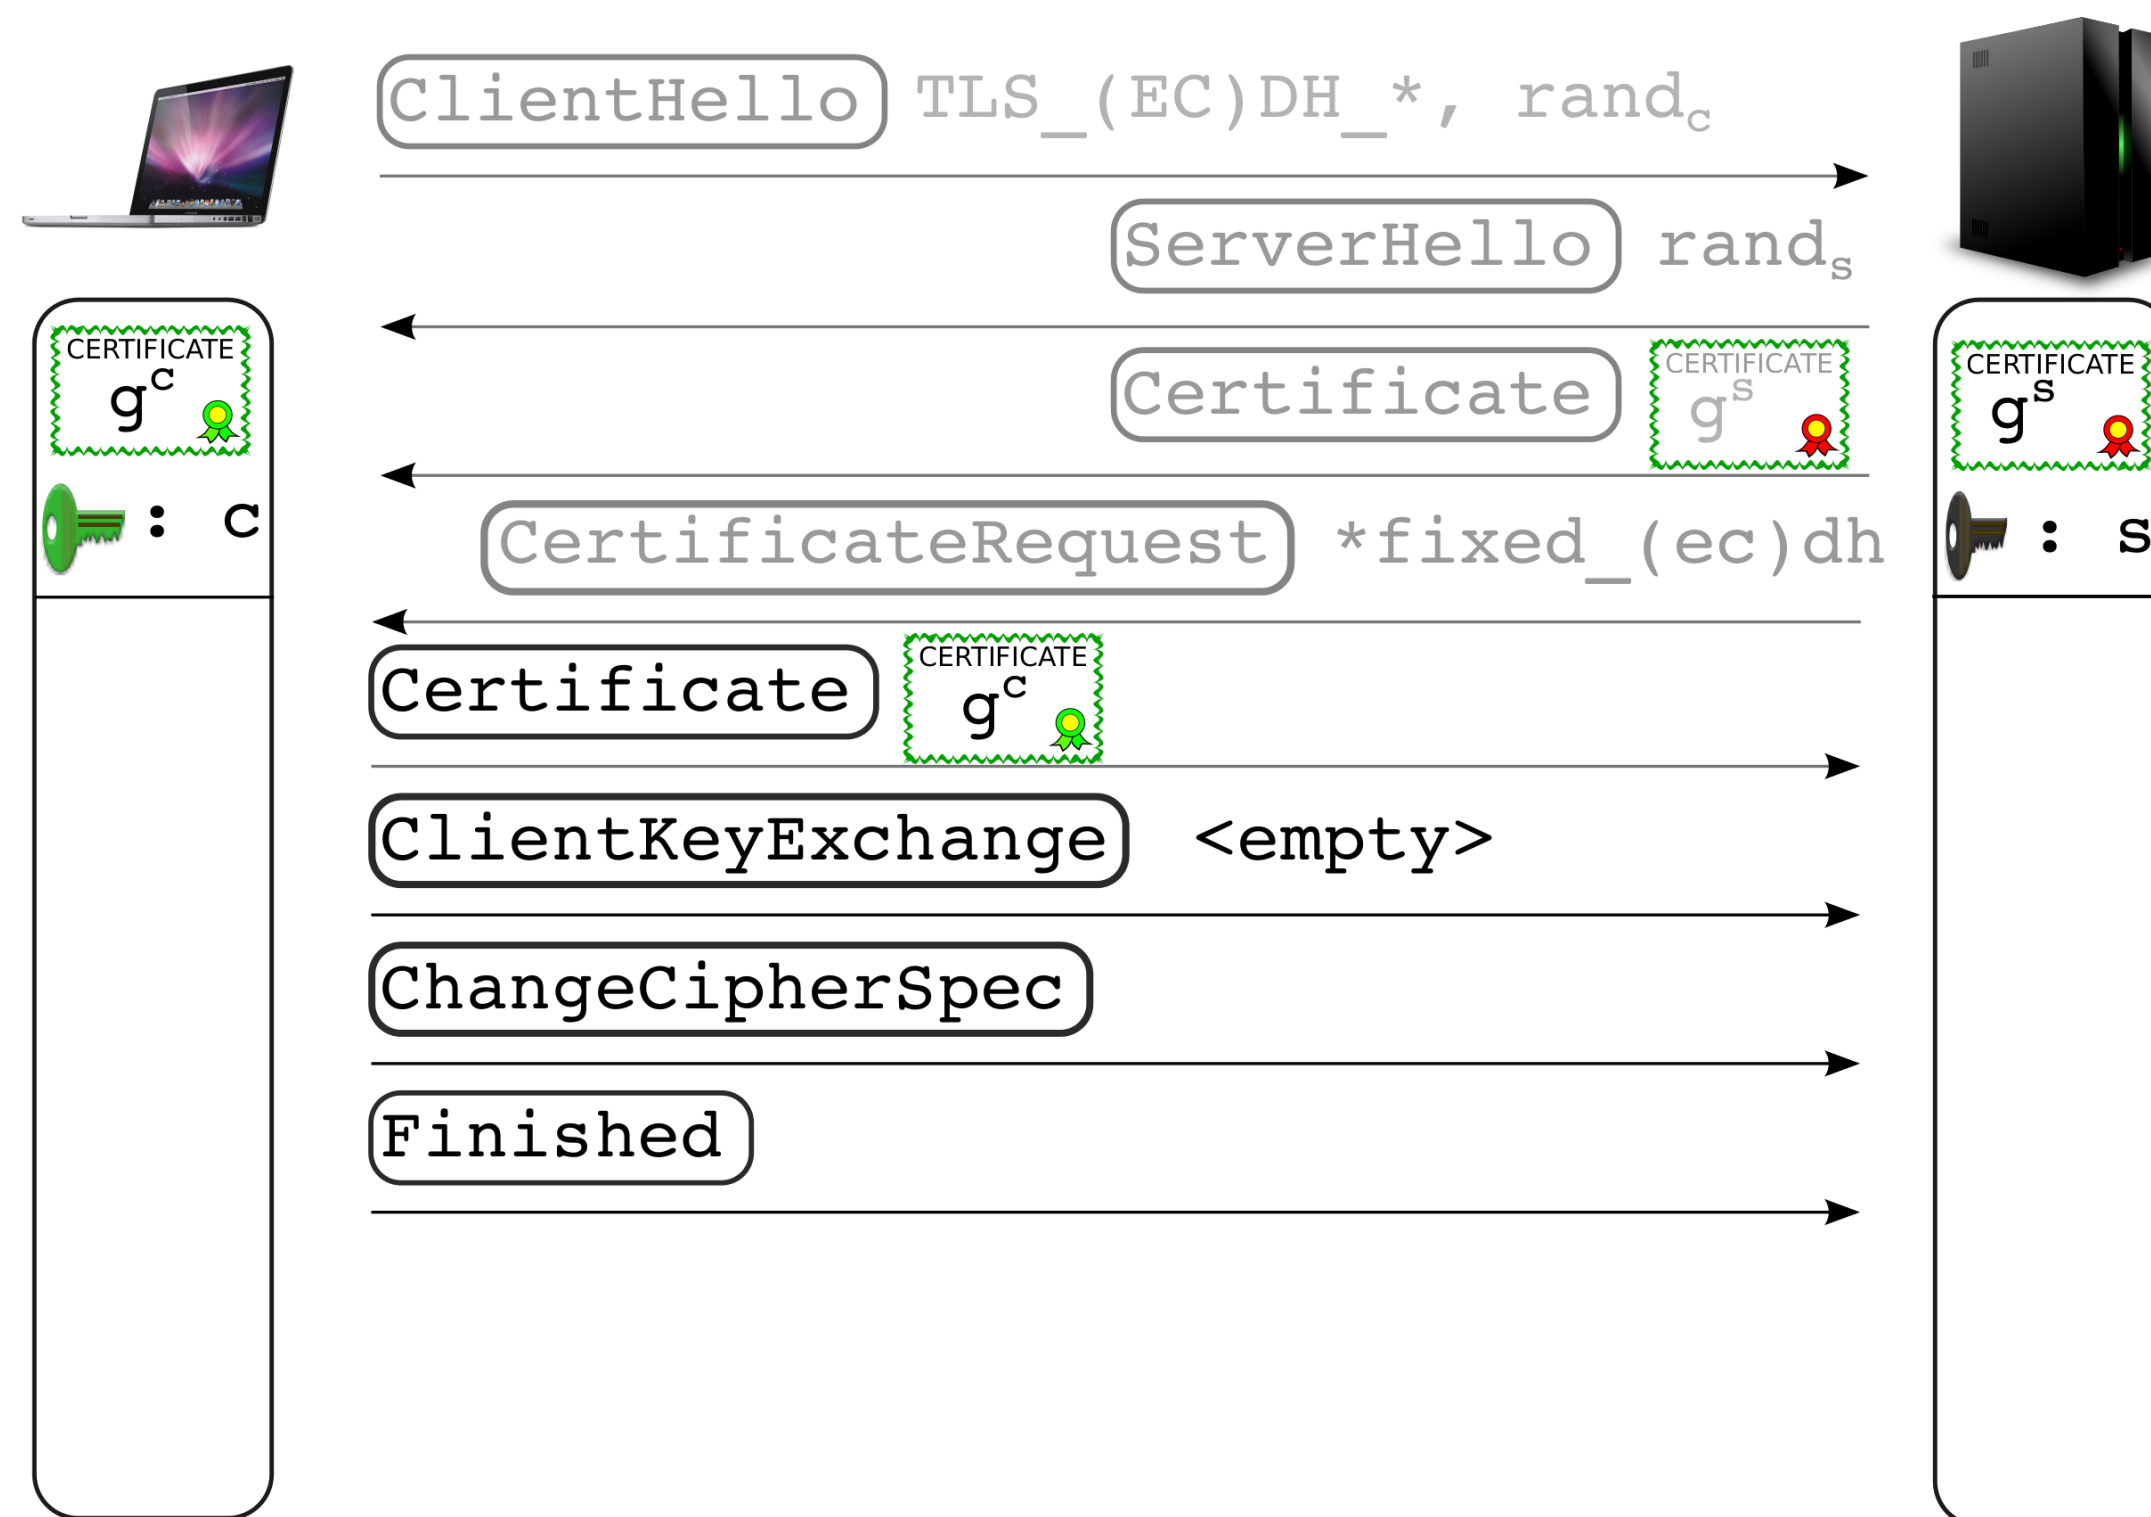 ClientHello TLS_(EC)DH_*, rand_c
ServerHello rand_s
CERTIFICATE
g^c
: c
Certificate
CERTIFICATE
g^s
CERTIFICATE
g^s
: s
CertificateRequest *fixed_(ec)dh
Certificate
CERTIFICATE
g^c
ClientKeyExchange <empty>
ChangeCipherSpec
Finished